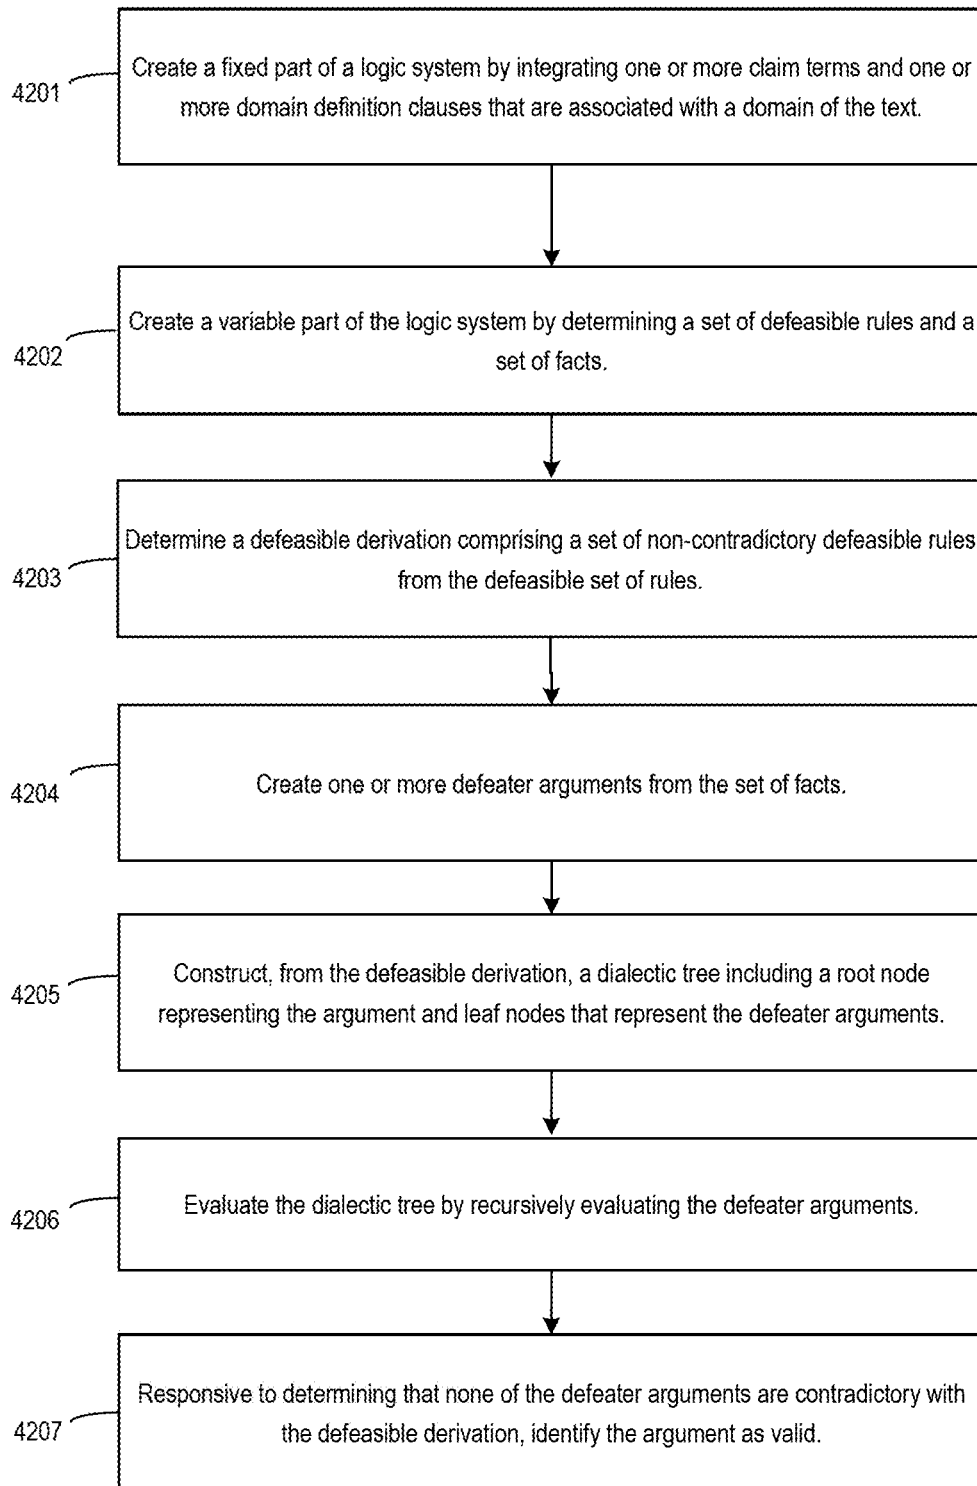 4201
Create a fixed part of a logic system by integrating one or more claim terms and one or
more domain definition clauses that are associated with a domain of the text.
4202
Create a variable part of the logic system by determining a set of defeasible rules and a
set of facts.
4203
Determine a defeasible derivation comprising a set of non-contradictory defeasible rules
from the defeasible set of rules.
4204
Create one or more defeater arguments from the set of facts.
4205
Construct, from the defeasible derivation, a dialectic tree including a root node
representing the argument and leaf nodes that represent the defeater arguments.
4206
Evaluate the dialectic tree by recursively evaluating the defeater arguments.
4207
Responsive to determining that none of the defeater arguments are contradictory with
the defeasible derivation, identify the argument as valid.